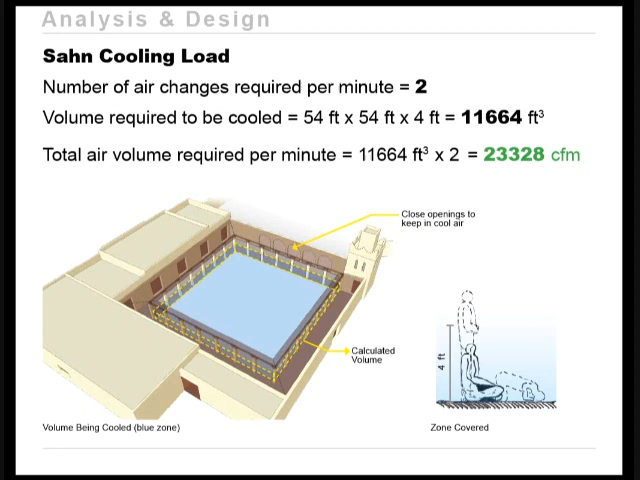 Analysis & Design
Sahn Cooling Load
Number of air changes required per minute = 2
Volume required to be cooled = 54 ft x 54 ft x 4 ft = 11664 ft³
Total air volume required per minute = 11664 ft³ x 2 = 23328 cfm
Close openings to
keep in cool air
Calculated
Volume
4 ft
Volume Being Cooled (blue zone)
Zone Covered